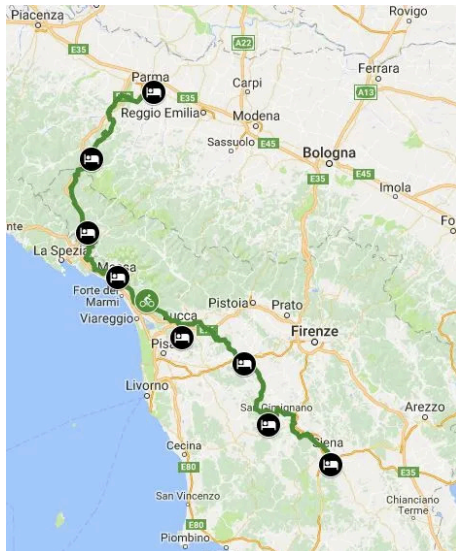 Piacenza
Rovigo
E35
A22
Parma
Ferrara
Carpi
A13
E35
Reggio Emilia
Modena
Sassuolo
E45
Bologna
E35
E45
Imola
La Spezia
Massa
Forte dei
Marmi
Pistoia
Prato
Viareggio
Lucca
Firenze
Pisa
Livorno
San Gimignano
Arezzo
Siena
Cecina
E80
E35
San Vincenzo
Chianciano
Terme
E80
Piombino